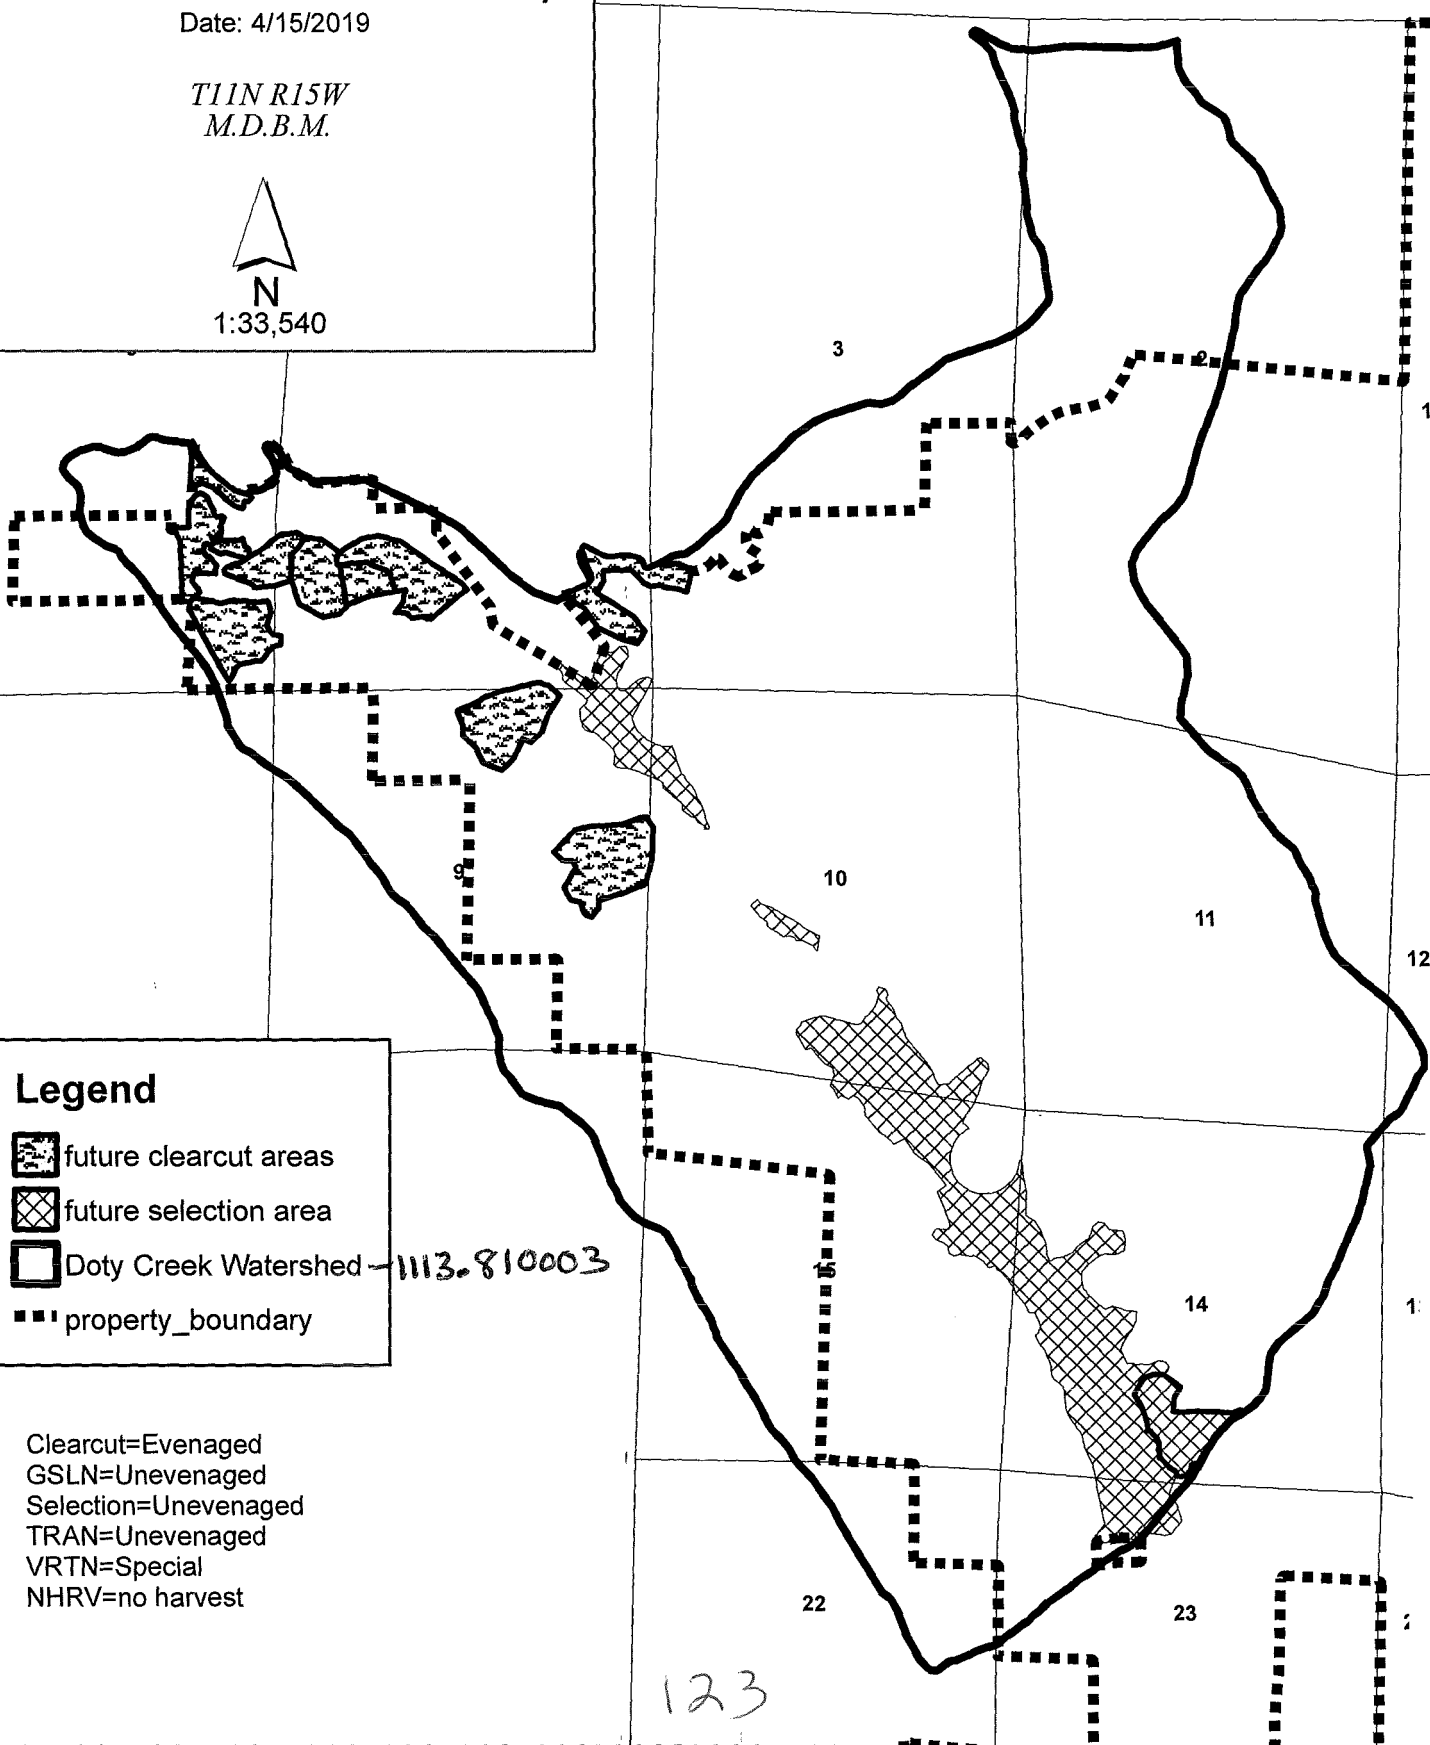 Date: 4/15/2019
T11N R15W
M.D.B.M.
N
1:33,540
3
2
1
9
10
11
12
Legend
future clearcut areas
future selection area
Doty Creek Watershed -1113.810003
property_boundary
15
14
Clearcut=Evenaged
GSLN=Unevenaged
Selection=Unevenaged
TRAN=Unevenaged
VRTN=Special
NHRV=no harvest
22
23
123